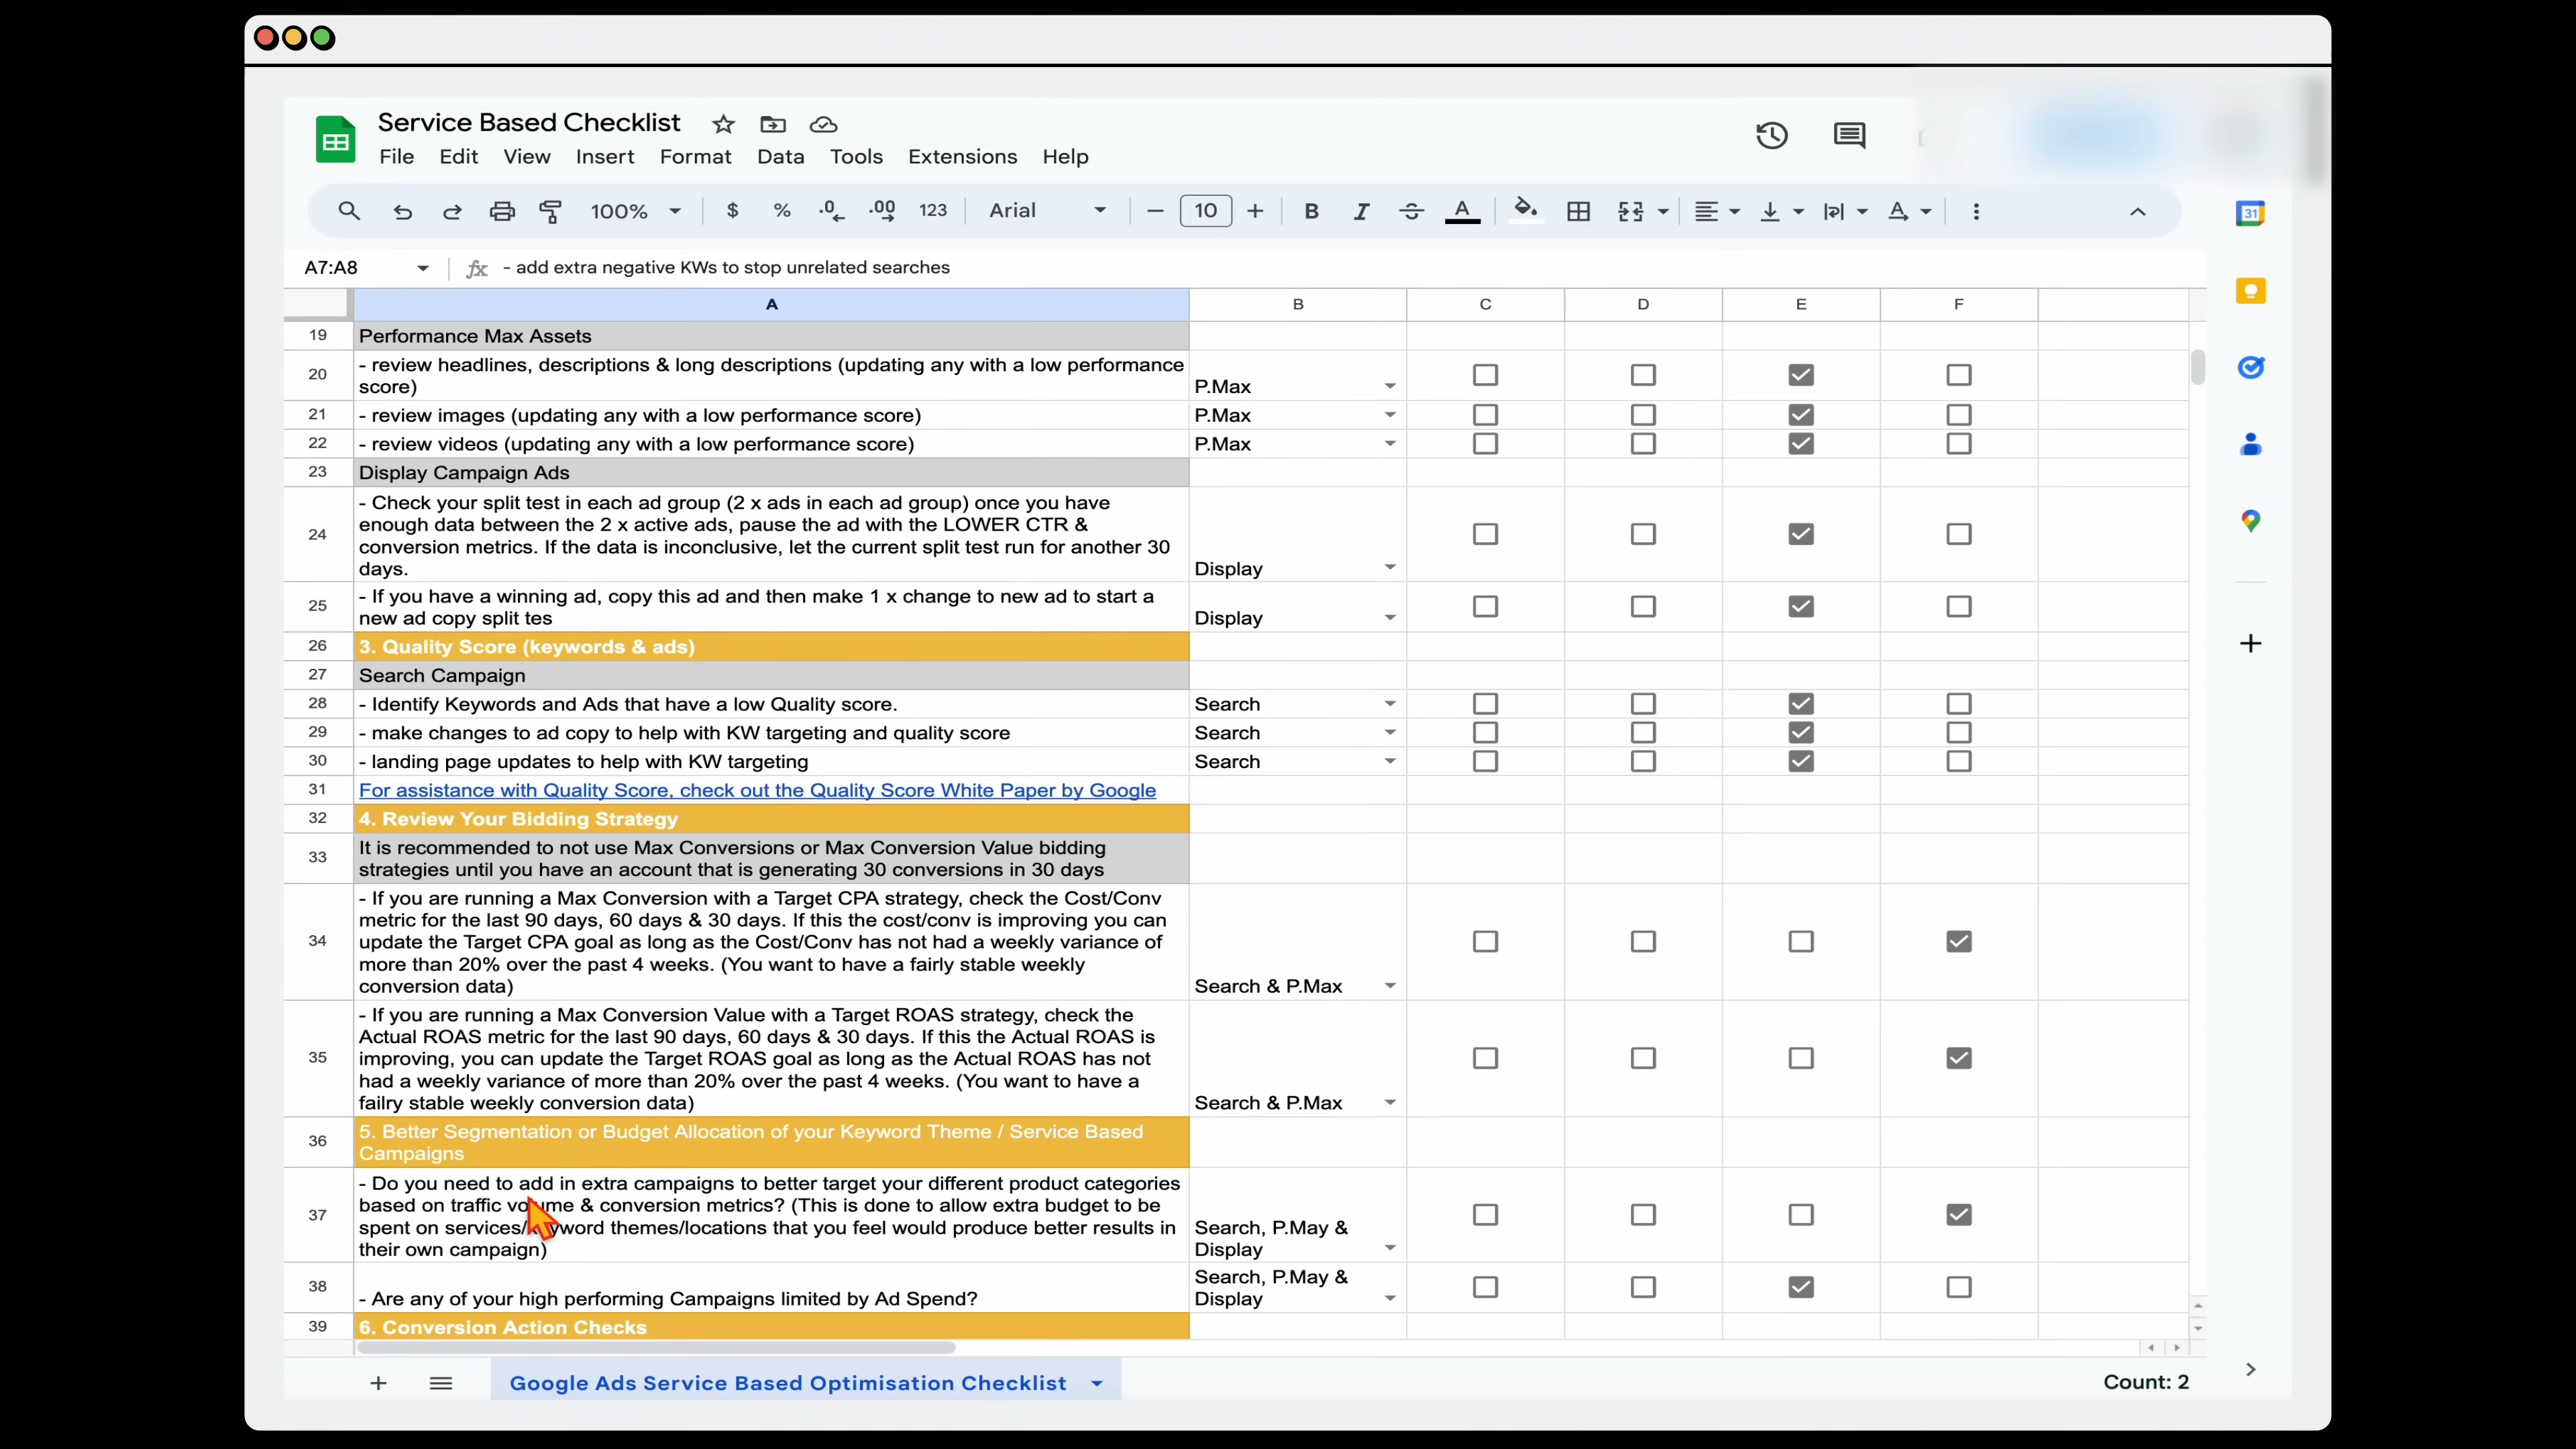 Service Based Checklist
File Edit View Insert Format Data Tools Extensions Help
100% $ % .0 .00 123 Arial 10 B I S A A
31
A7:A8 fx - add extra negative KWs to stop unrelated searches
A B C D E F
19 Performance Max Assets
20 - review headlines, descriptions & long descriptions (updating any with a low performance
score) P.Max
21 - review images (updating any with a low performance score) P.Max
22 - review videos (updating any with a low performance score) P.Max
23 Display Campaign Ads
24 - Check your split test in each ad group (2 x ads in each ad group) once you have
enough data between the 2 x active ads, pause the ad with the LOWER CTR &
conversion metrics. If the data is inconclusive, let the current split test run for another 30
days. Display
25 - If you have a winning ad, copy this ad and then make 1 x change to new ad to start a
new ad copy split tes Display
26 3. Quality Score (keywords & ads)
27 Search Campaign
28 - Identify Keywords and Ads that have a low Quality score. Search
29 - make changes to ad copy to help with KW targeting and quality score Search
30 - landing page updates to help with KW targeting Search
31 For assistance with Quality Score, check out the Quality Score White Paper by Google
32 4. Review Your Bidding Strategy
33 It is recommended to not use Max Conversions or Max Conversion Value bidding
strategies until you have an account that is generating 30 conversions in 30 days
34 - If you are running a Max Conversion with a Target CPA strategy, check the Cost/Conv
metric for the last 90 days, 60 days & 30 days. If this the cost/conv is improving you can
update the Target CPA goal as long as the Cost/Conv has not had a weekly variance of
more than 20% over the past 4 weeks. (You want to have a fairly stable weekly
conversion data) Search & P.Max
35 - If you are running a Max Conversion Value with a Target ROAS strategy, check the
Actual ROAS metric for the last 90 days, 60 days & 30 days. If this the Actual ROAS is
improving, you can update the Target ROAS goal as long as the Actual ROAS has not
had a weekly variance of more than 20% over the past 4 weeks. (You want to have a
failry stable weekly conversion data) Search & P.Max
36 5. Better Segmentation or Budget Allocation of your Keyword Theme / Service Based
Campaigns
37 - Do you need to add in extra campaigns to better target your different product categories
based on traffic volume & conversion metrics? (This is done to allow extra budget to be
spent on services/keyword themes/locations that you feel would produce better results in
their own campaign) Search, P.May &
Display
38 - Are any of your high performing Campaigns limited by Ad Spend? Search, P.May &
Display
39 6. Conversion Action Checks
Google Ads Service Based Optimisation Checklist Count: 2